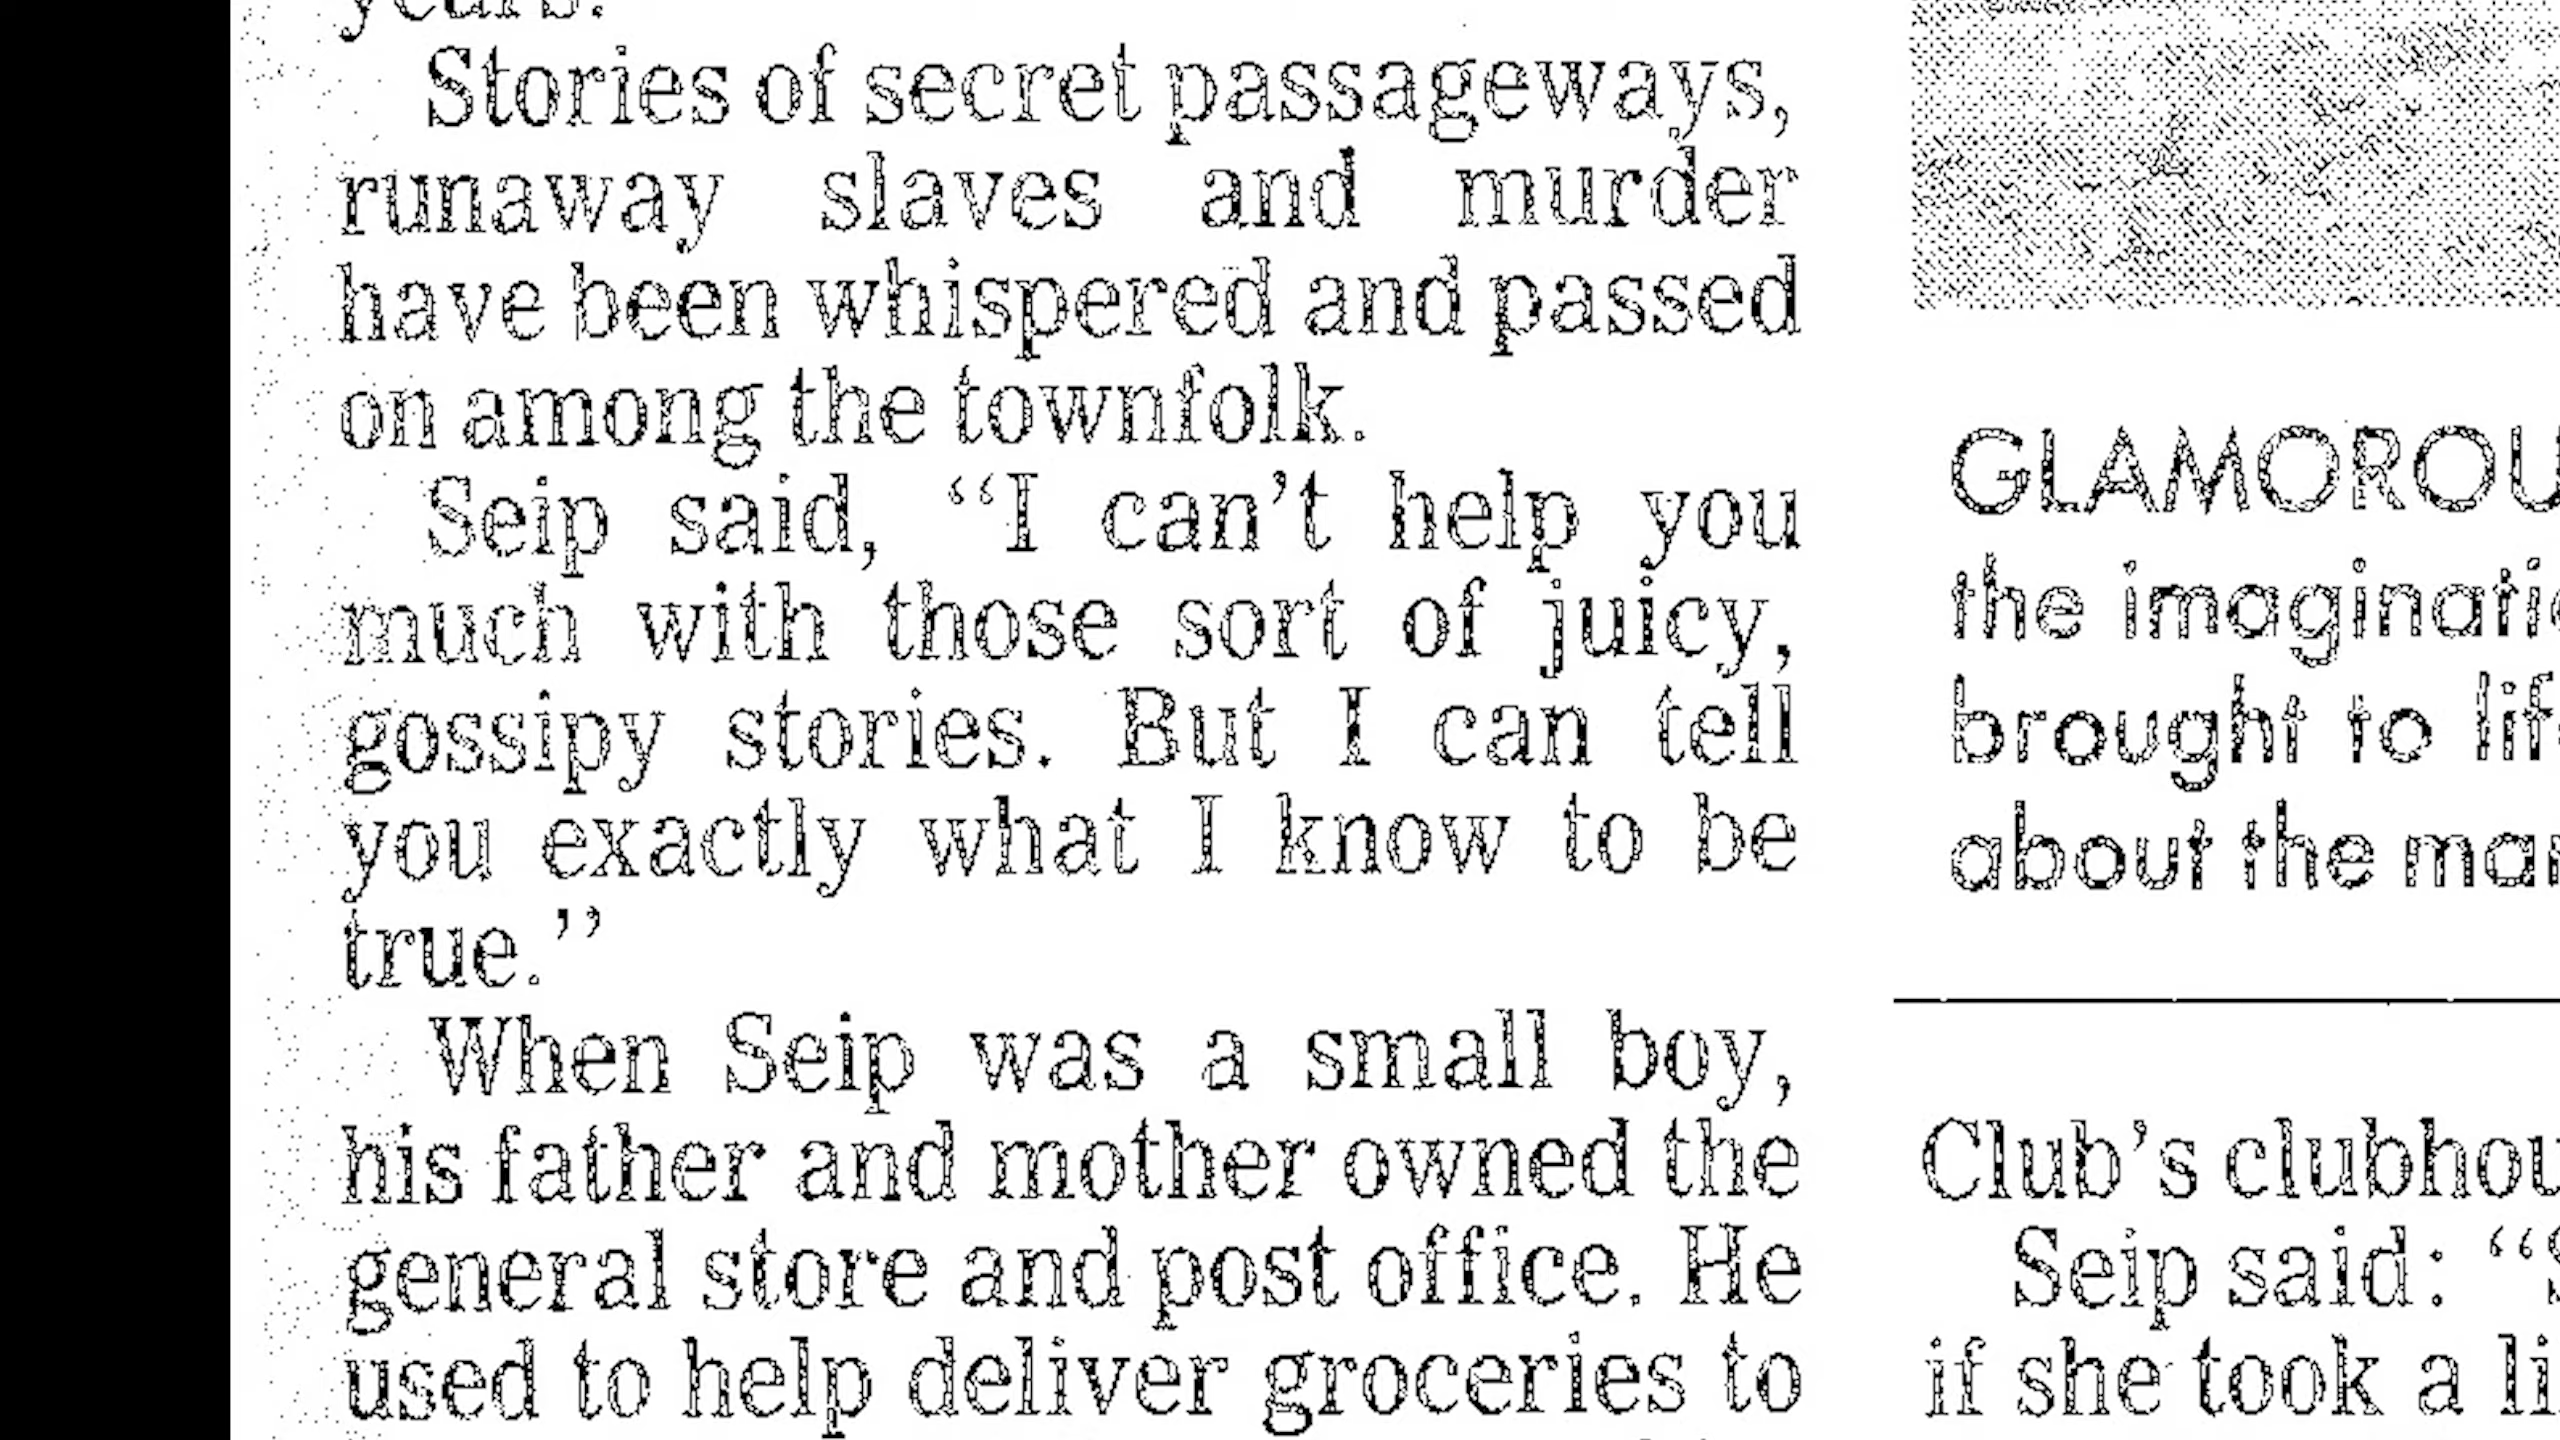 years.
Stories of secret passageways,
runaway slaves and murder
have been whispered and passed
on among the townfolk.
Seip said, “I can’t help you
much with those sort of juicy,
gossipy stories. But I can tell
you exactly what I know to be
true.”
When Seip was a small boy,
his father and mother owned the
general store and post office. He
used to help deliver groceries to
GLAMOROU
the imaginatio
brought to life
about the man
Club’s clubhou
Seip said: “S
if she took a li